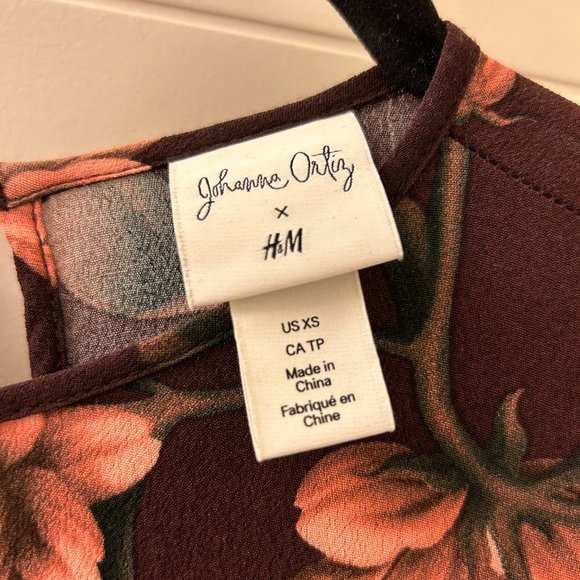 Johanna Ortiz
×
H&M
US XS
CA TP
Made in
China
Fabriqué en
Chine